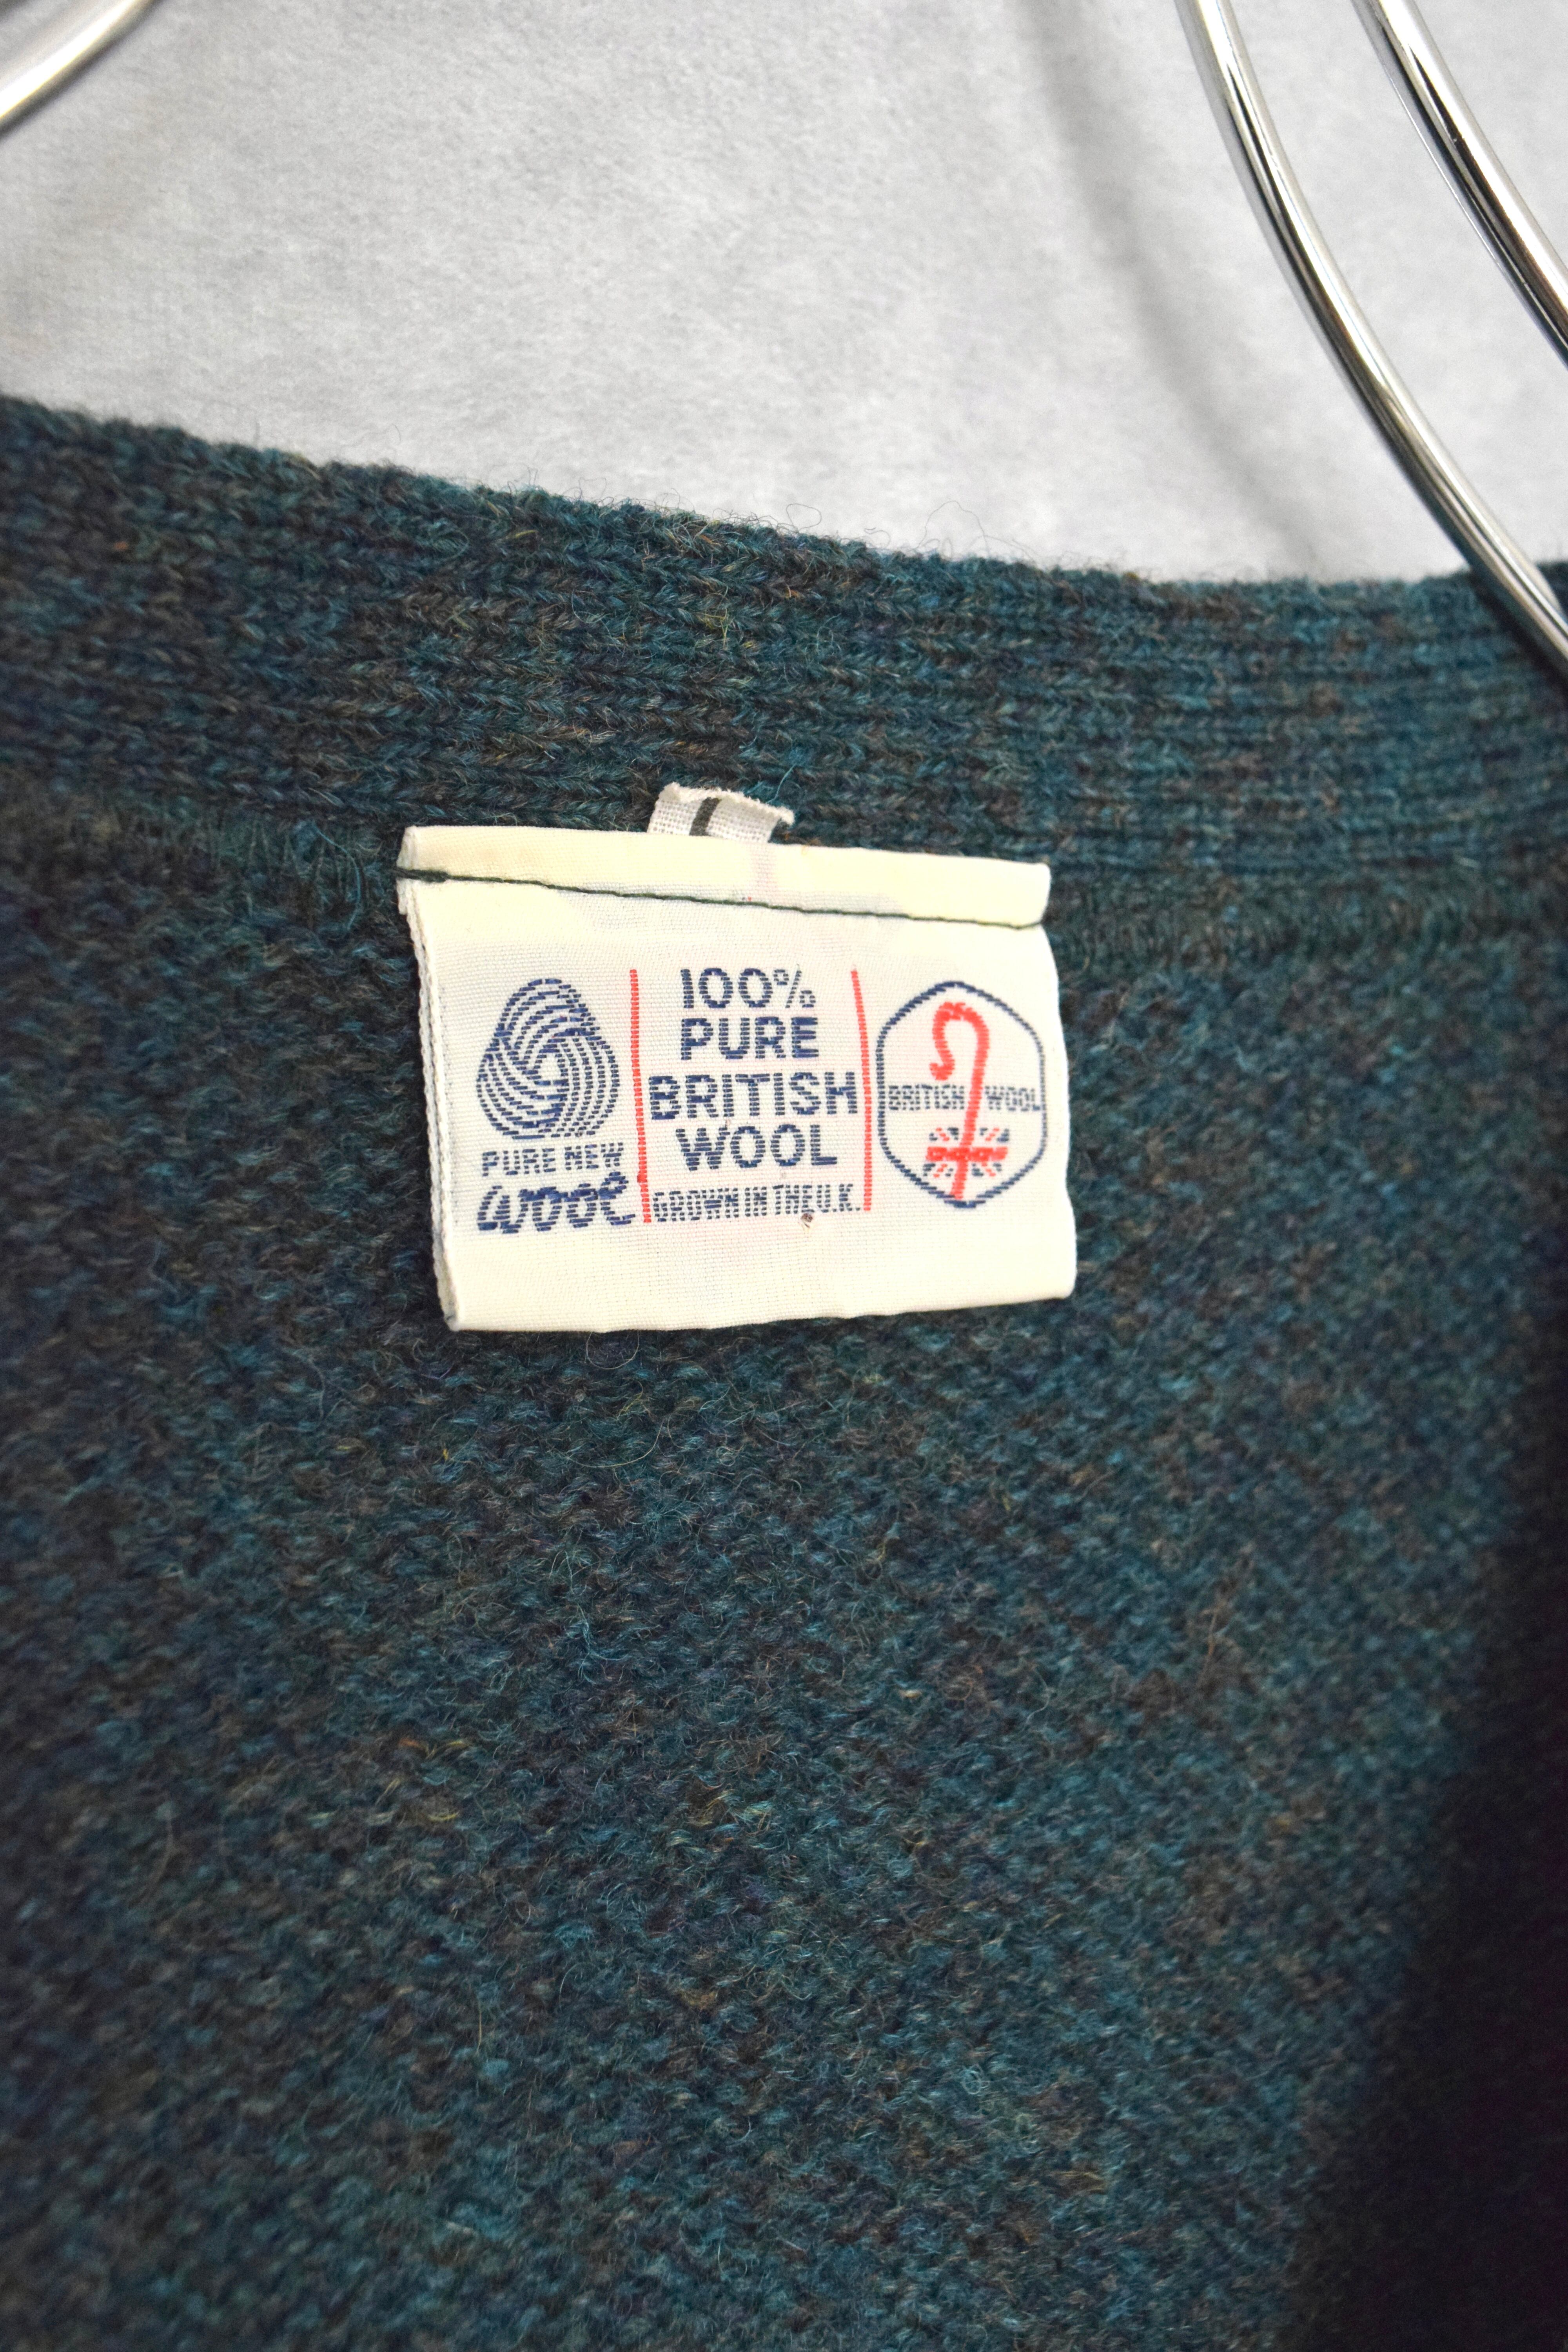 PURE NEW
wool
100%
PURE
BRITISH
WOOL
GROWN IN THE U.K.
BRITISH WOOL